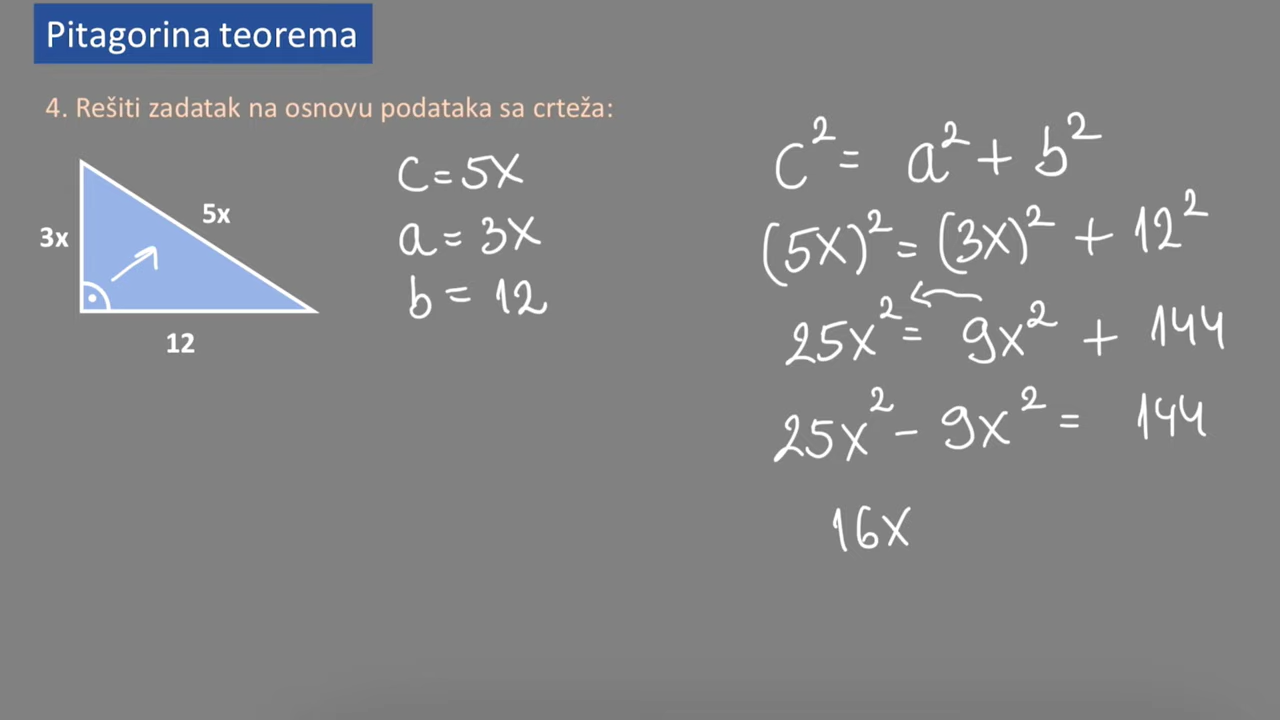 Pitagorina teorema
4. Rešiti zadatak na osnovu podataka sa crteža:
3x
5x
12
c = 5x
a = 3x
b = 12
c² = a² + b²
(5x)² = (3x)² + 12²
25x² = 9x² + 144
25x² - 9x² = 144
16x